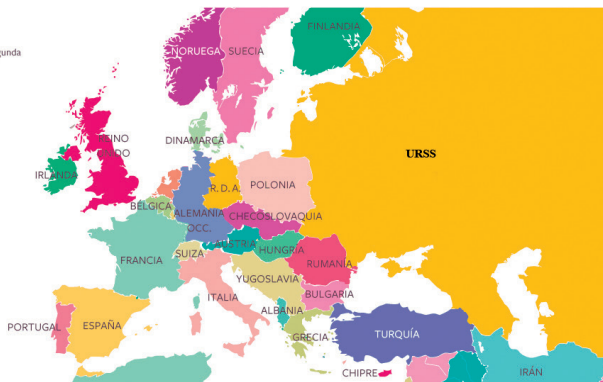 gunda
FINLANDIA
NORUEGA
SUECIA
REINO
UNIDO
DINAMARCA
URSS
IRLANDA
R. D. A.
POLONIA
BÉLGICA
ALEMANIA
OCC.
CHECOSLOVAQUIA
AUSTRIA
HUNGRÍA
FRANCIA
SUIZA
RUMANIA
YUGOSLAVIA
ITALIA
BULGARIA
ALBANIA
PORTUGAL
ESPAÑA
GRECIA
TURQUÍA
CHIPRE
IRÁN